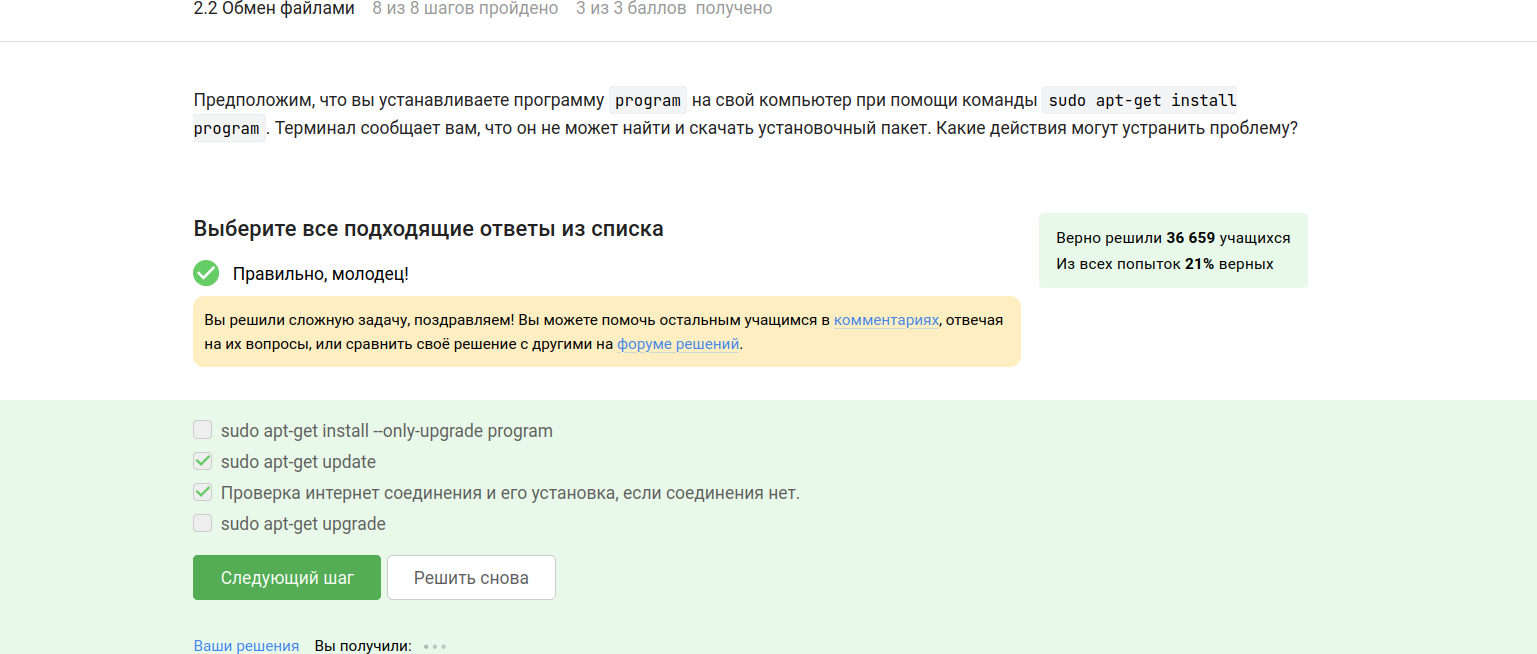 2.2 Обмен файлами 8 из 8 шагов пройдено 3 из 3 баллов получено
Предположим, что вы устанавливаете программу program на свой компьютер при помощи команды sudo apt-get install
program . Терминал сообщает вам, что он не может найти и скачать установочный пакет. Какие действия могут устранить проблему?
Выберите все подходящие ответы из списка
Верно решили 36 659 учащихся
Из всех попыток 21% верных
Правильно, молодец!
Вы решили сложную задачу, поздравляем! Вы можете помочь остальным учащимся в комментариях, отвечая
на их вопросы, или сравнить своё решение с другими на форуме решений.
sudo apt-get install --only-upgrade program
sudo apt-get update
Проверка интернет соединения и его установка, если соединения нет.
sudo apt-get upgrade
Следующий шаг Решить снова
Ваши решения Вы получили: